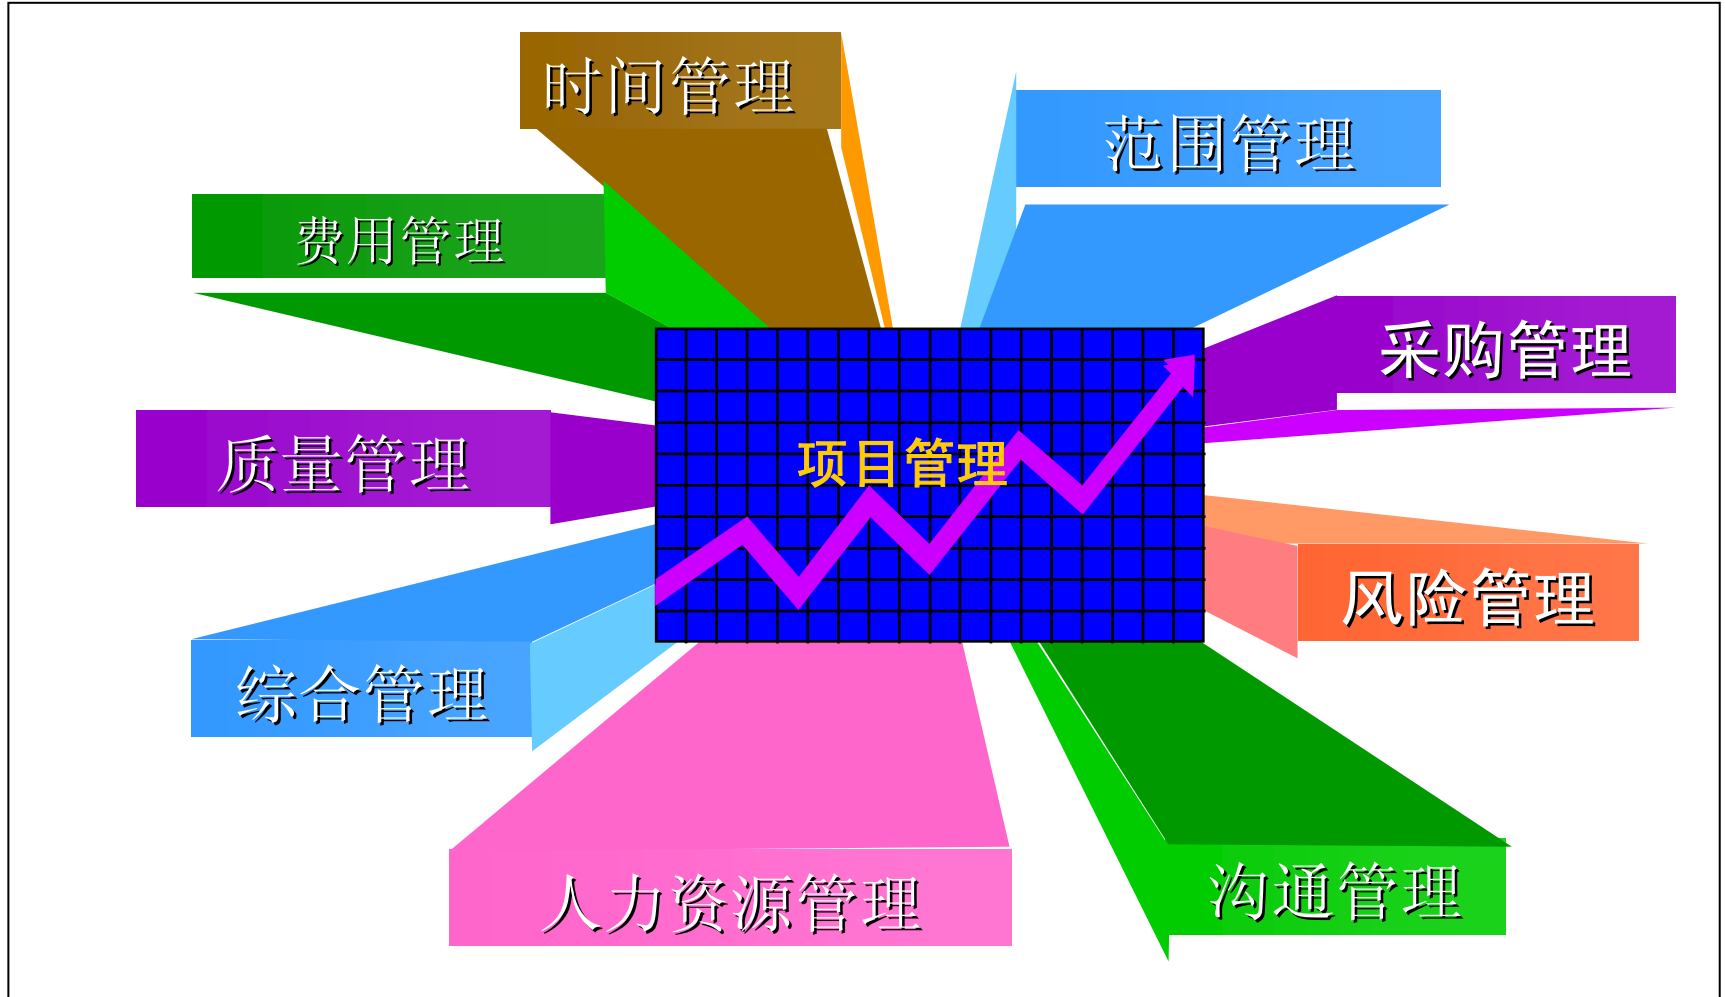 时间管理
范围管理
费用管理
采购管理
质量管理
项目管理
风险管理
综合管理
人力资源管理
沟通管理